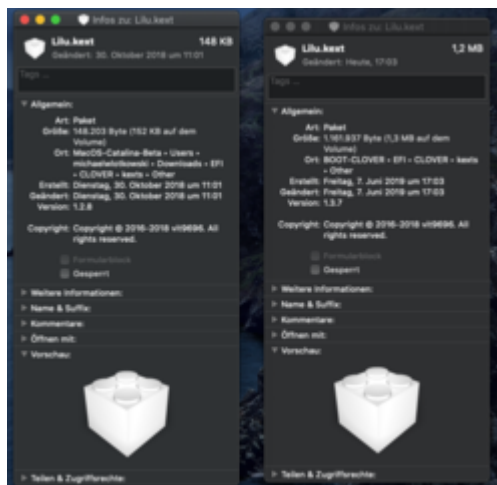 Infos zu: Lilu.kext
Lilu.kext 148 KB
Geändert: 30. Oktober 2018 um 11:01
Tags ...
Allgemein:
Art: Paket
Größe: 148.203 Byte (152 KB auf dem
Volume)
Ort: MacOS-Catalina-Beta • Users •
michaelwlotkowski • Downloads • EFI
• CLOVER • kexts • Other
Erstellt: Dienstag, 30. Oktober 2018 um 11:01
Geändert: Dienstag, 30. Oktober 2018 um 11:01
Version: 1.2.8
Copyright: Copyright © 2016-2018 vit9696. All
rights reserved.
Formularblock
Gesperrt
Weitere Informationen:
Name & Suffix:
Kommentare:
Öffnen mit:
Vorschau:
Teilen & Zugriffsrechte:
Infos zu: Lilu.kext
Lilu.kext 1,2 MB
Geändert: Heute, 17:03
Tags ...
Allgemein:
Art: Paket
Größe: 1.161.937 Byte (1,3 MB auf dem
Volume)
Ort: BOOT-CLOVER • EFI • CLOVER • kexts
• Other
Erstellt: Freitag, 7. Juni 2019 um 17:03
Geändert: Freitag, 7. Juni 2019 um 17:03
Version: 1.3.7
Copyright: Copyright © 2016-2018 vit9696. All
rights reserved.
Formularblock
Gesperrt
Weitere Informationen:
Name & Suffix:
Kommentare:
Öffnen mit:
Vorschau:
Teilen & Zugriffsrechte: